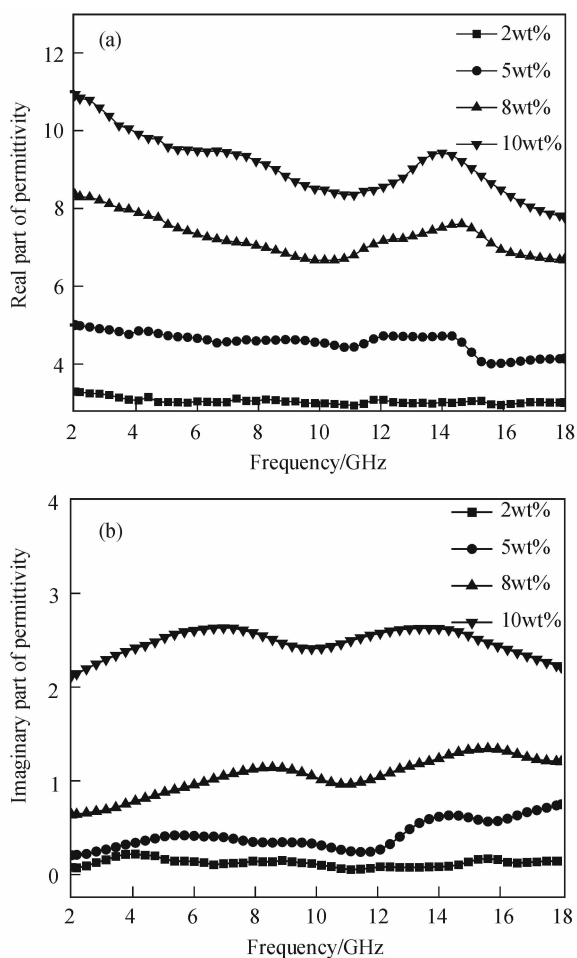 (a)
2wt%
5wt%
8wt%
10wt%
12
10
8
6
4
Real part of permittivity
2 4 6 8 10 12 14 16 18
Frequency/GHz
(b)
2wt%
5wt%
8wt%
10wt%
4
3
2
1
0
Imaginary part of permittivity
2 4 6 8 10 12 14 16 18
Frequency/GHz